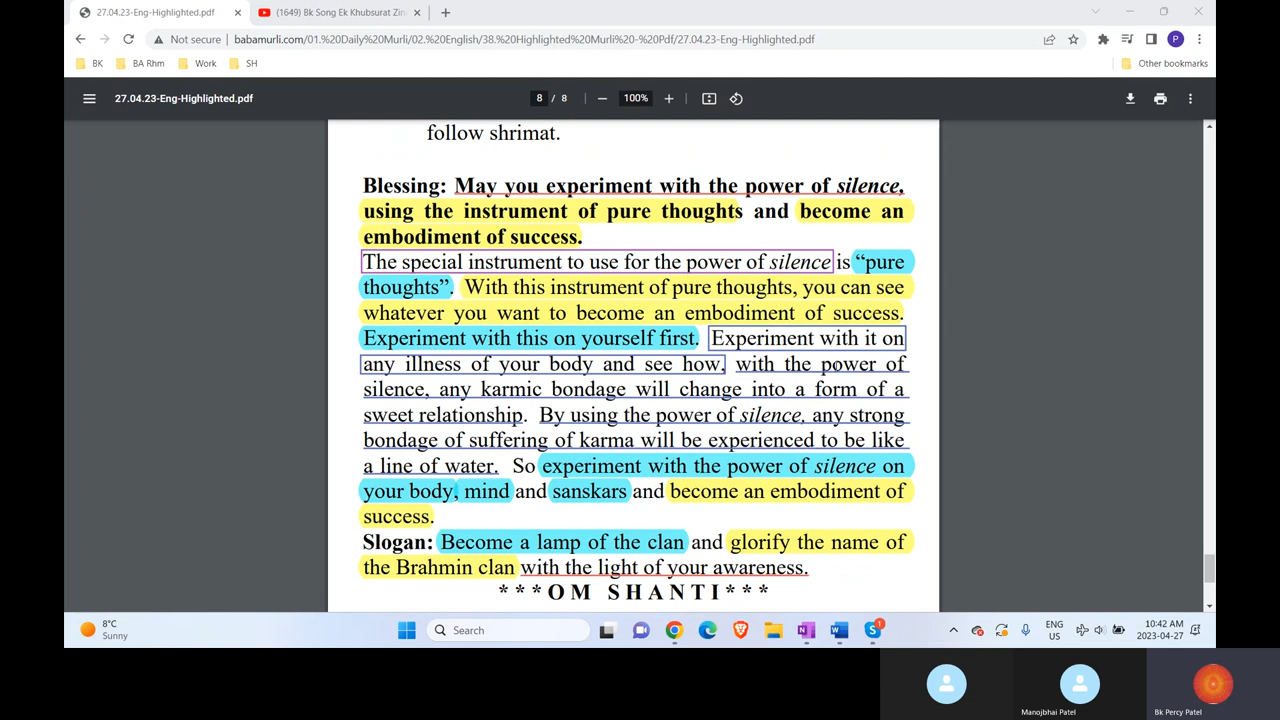 27.04.23-Eng-Highlighted.pdf
(1649) Bk Song Ek Khubsurat Zin
Not secure
babamurli.com/01.%20Daily%20Murli/02.%20English/38.%20Highlighted%20Murli%20-%20Pdf/27.04.23-Eng-Highlighted.pdf
BK
BA Rhm
Work
SH
Other bookmarks
27.04.23-Eng-Highlighted.pdf
8 / 8
100%
follow shrimat.
Blessing: May you experiment with the power of silence,
using the instrument of pure thoughts and become an
embodiment of success.
The special instrument to use for the power of silence is “pure
thoughts”. With this instrument of pure thoughts, you can see
whatever you want to become an embodiment of success.
Experiment with this on yourself first. Experiment with it on
any illness of your body and see how, with the power of
silence, any karmic bondage will change into a form of a
sweet relationship. By using the power of silence, any strong
bondage of suffering of karma will be experienced to be like
a line of water. So experiment with the power of silence on
your body, mind and sanskars and become an embodiment of
success.
Slogan: Become a lamp of the clan and glorify the name of
the Brahmin clan with the light of your awareness.
***OM SHANTI***
8°C
Sunny
Search
1
ENG
US
10:42 AM
2023-04-27
P
Manojbhai Patel
Bk Percy Patel